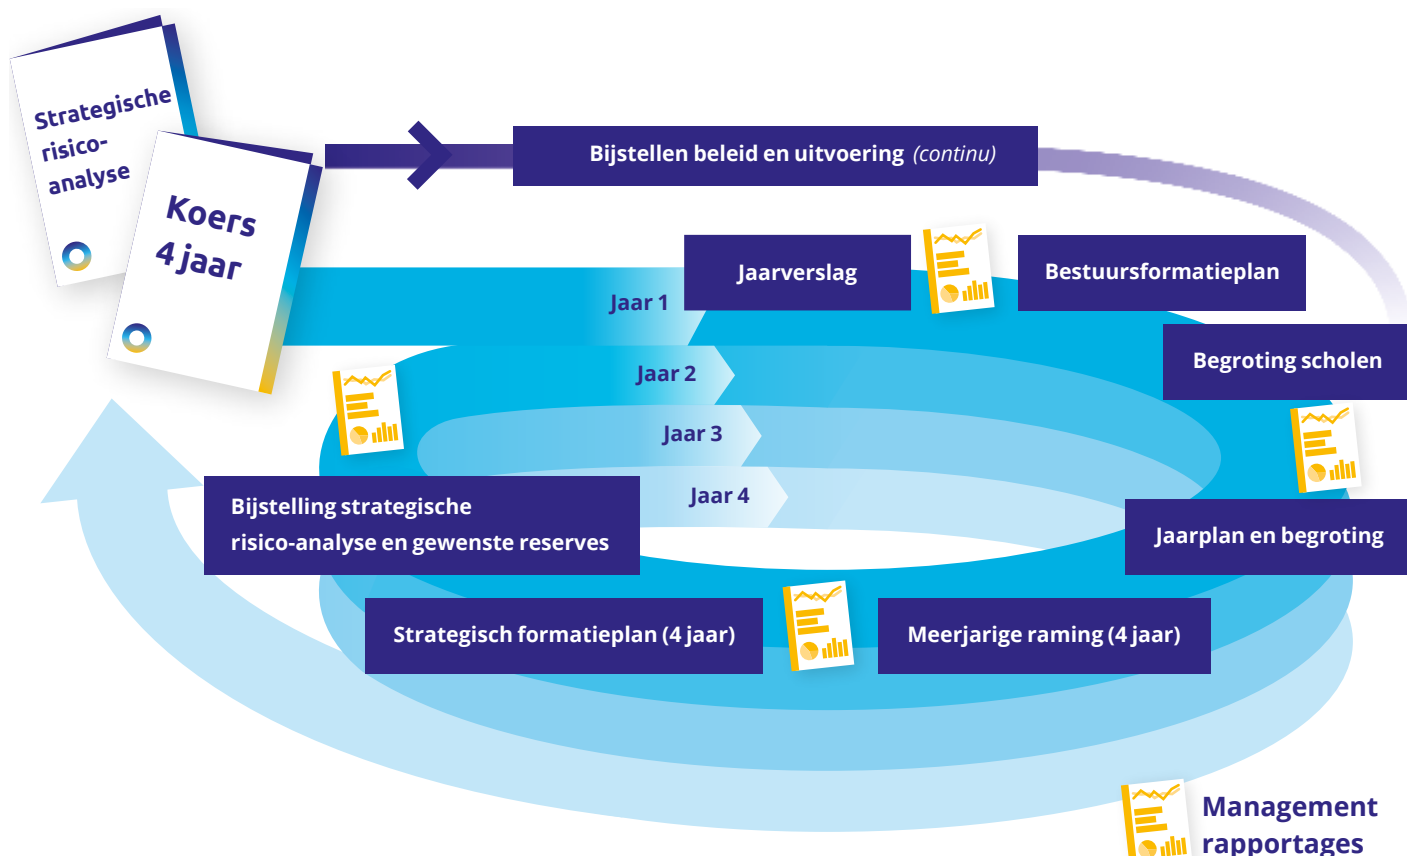 Strategische
risico-
analyse
Koers
4 jaar
Bijstellen beleid en uitvoering (continu)
Jaarverslag
Bestuursformatieplan
Jaar 1
Begroting scholen
Jaar 2
Jaar 3
Jaar 4
Bijstelling strategische
risico-analyse en gewenste reserves
Jaarplan en begroting
Strategisch formatieplan (4 jaar)
Meerjarige raming (4 jaar)
Management
rapportages